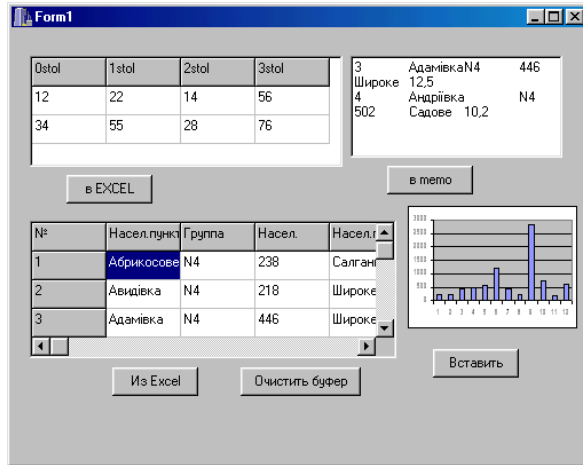 Form1
0stol 1stol 2stol 3stol
12 22 14 56
34 55 28 76
3 АдамівкаN4 446
Широке 12,5
4 Андріївка N4
502 Садове 10,2
в EXCEL
в memo
№ Насел.пункт Группа Насел. Насел.г
1 Абрикосове N4 238 Салган
2 Авидівка N4 218 Широке
3 Адамівка N4 446 Широке
3000
2500
2000
1500
1000
500
0
1 2 3 4 5 6 7 8 9 10 11 12
Вставить
Из Excel
Очистить буфер